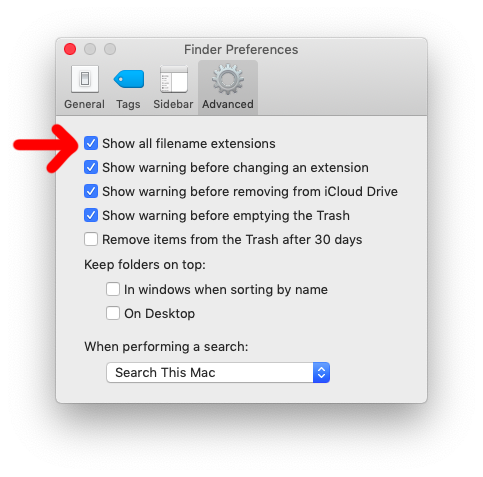 Finder Preferences
General Tags Sidebar Advanced
Show all filename extensions
Show warning before changing an extension
Show warning before removing from iCloud Drive
Show warning before emptying the Trash
Remove items from the Trash after 30 days
Keep folders on top:
In windows when sorting by name
On Desktop
When performing a search:
Search This Mac